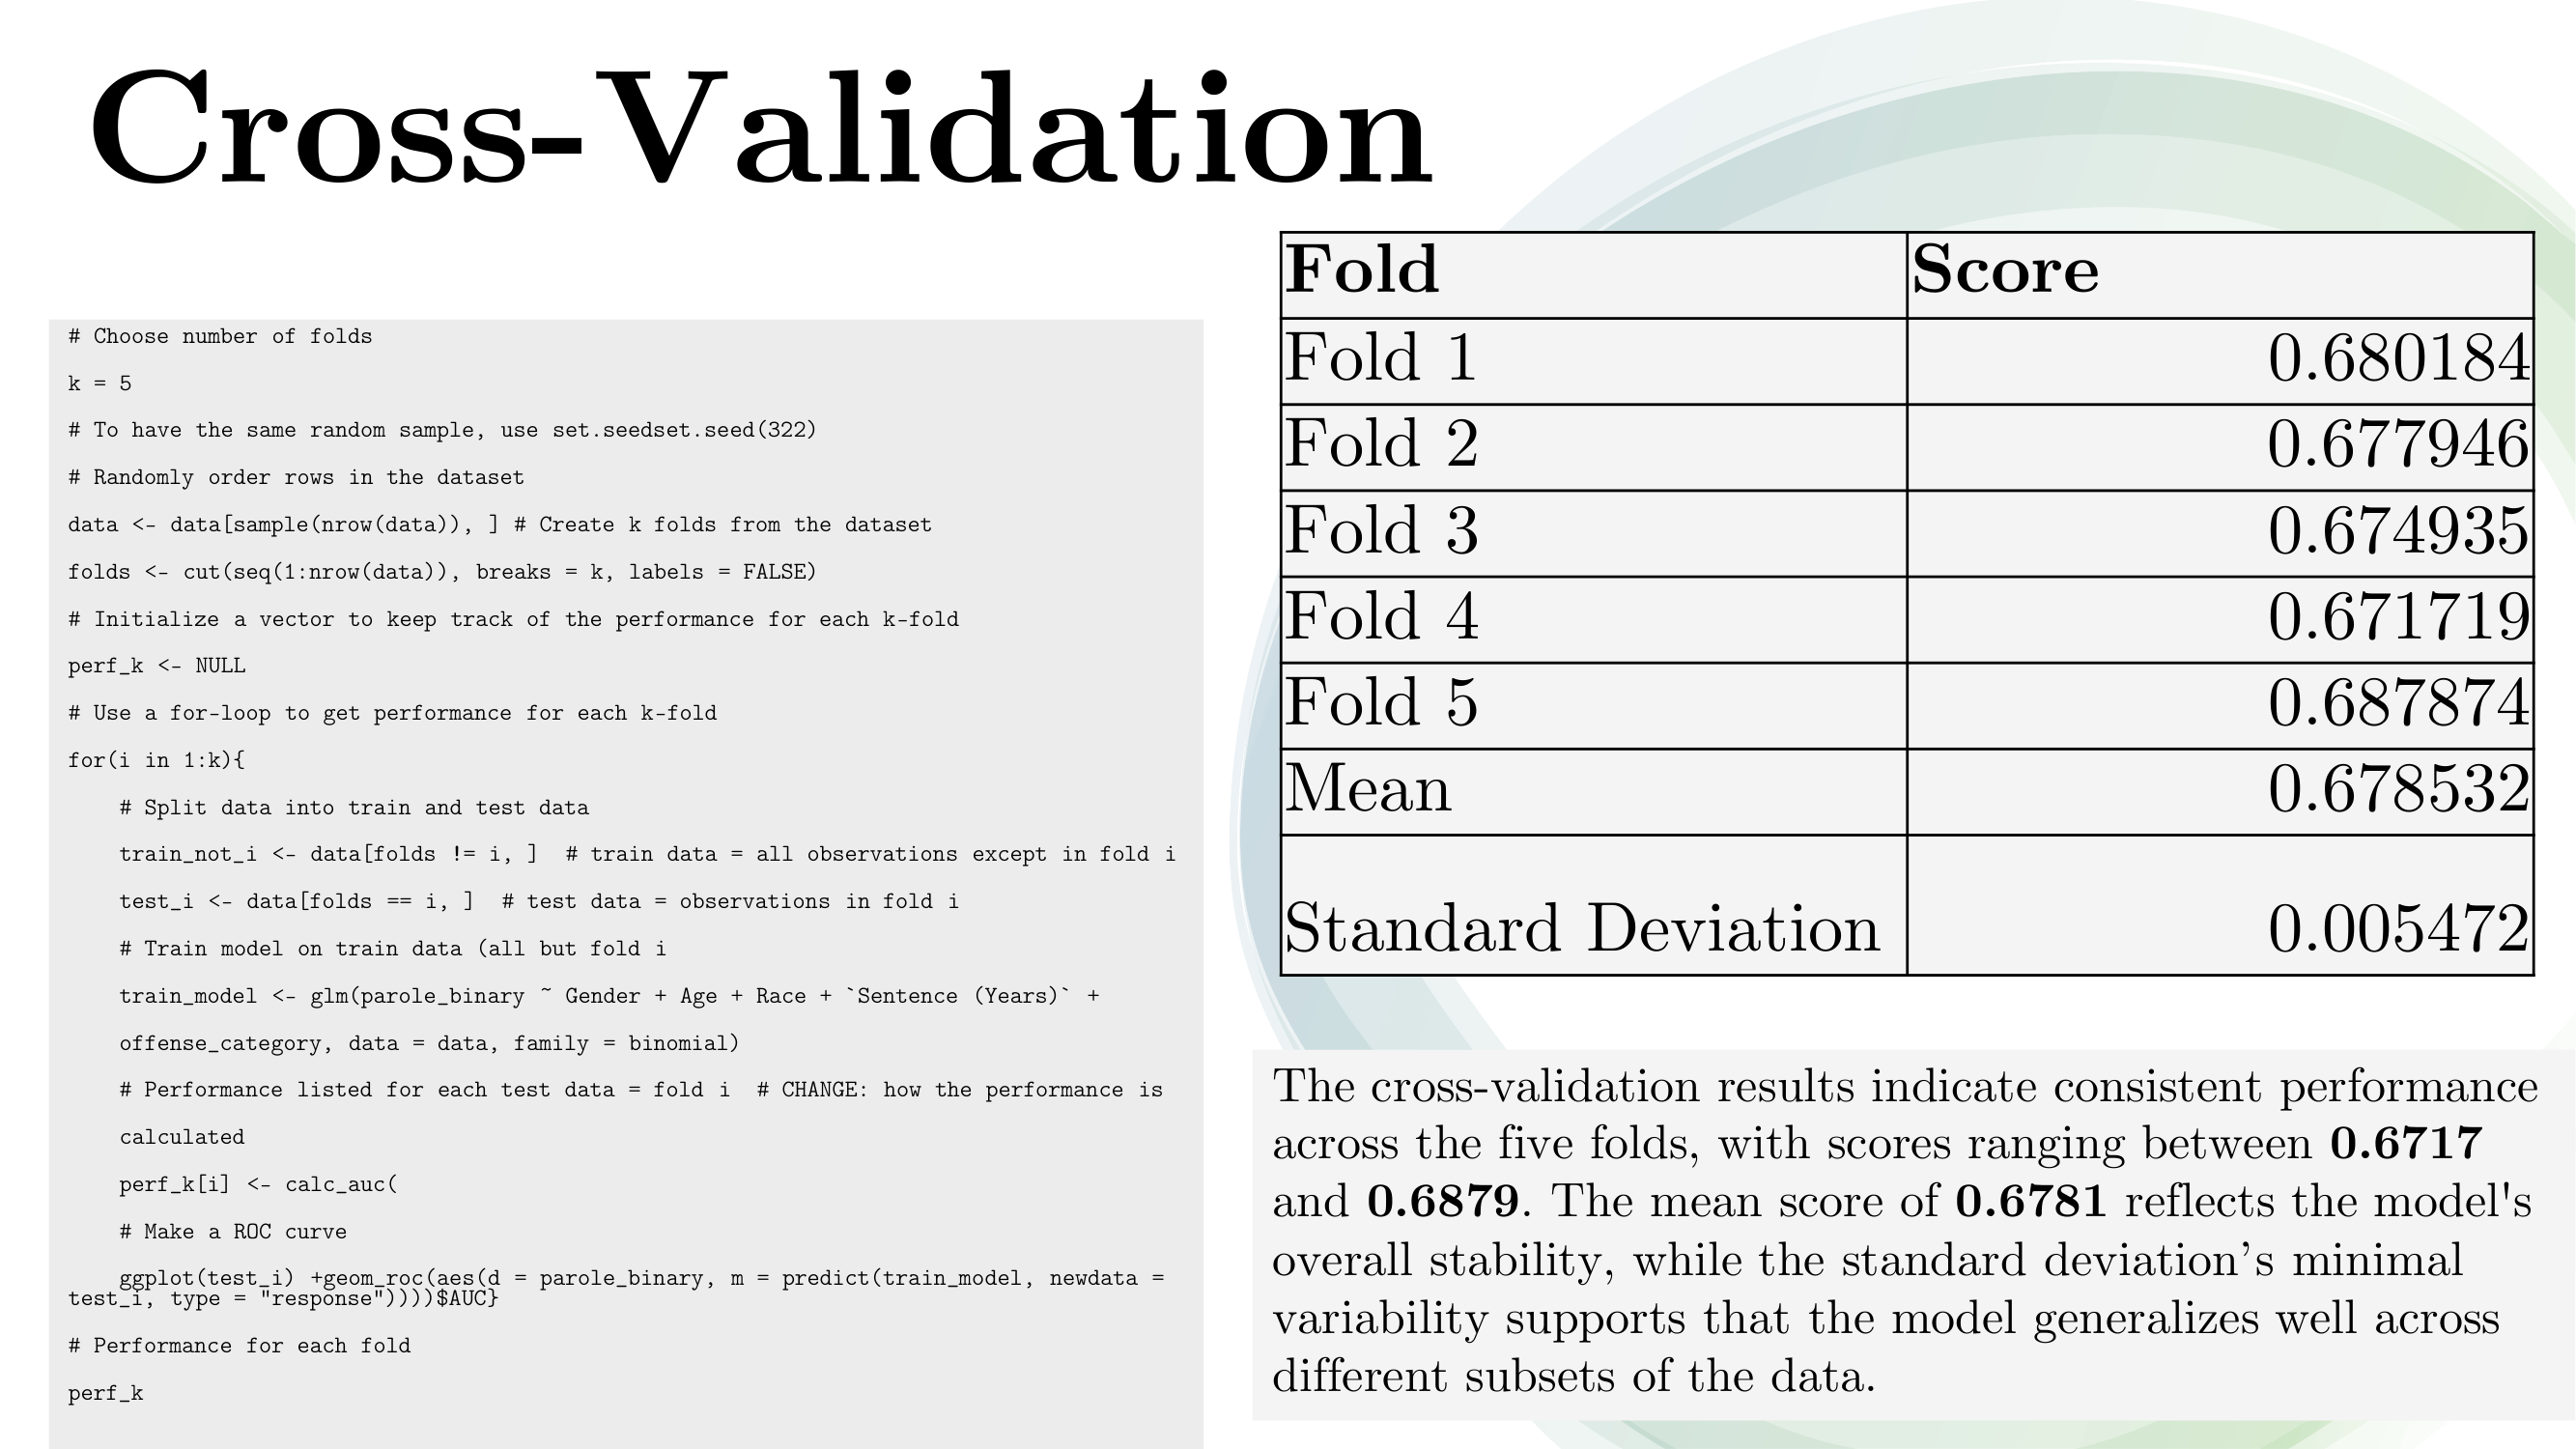 Cross-Validation
# Choose number of folds
k = 5
# To have the same random sample, use set.seedset.seed(322)
# Randomly order rows in the dataset
data <- data[sample(nrow(data)), ] # Create k folds from the dataset
folds <- cut(seq(1:nrow(data)), breaks = k, labels = FALSE)
# Initialize a vector to keep track of the performance for each k-fold
perf_k <- NULL
# Use a for-loop to get performance for each k-fold
for(i in 1:k){
# Split data into train and test data
train_not_i <- data[folds != i, ]  # train data = all observations except in fold i
test_i <- data[folds == i, ]  # test data = observations in fold i
# Train model on train data (all but fold i
train_model <- glm(parole_binary ~ Gender + Age + Race + `Sentence (Years)` +
offense_category, data = data, family = binomial)
# Performance listed for each test data = fold i  # CHANGE: how the performance is
calculated
perf_k[i] <- calc_auc(
# Make a ROC curve
ggplot(test_i) +geom_roc(aes(d = parole_binary, m = predict(train_model, newdata =
test_i, type = "response"))))$AUC}
# Performance for each fold
perf_k
Fold Score
Fold 1 0.680184
Fold 2 0.677946
Fold 3 0.674935
Fold 4 0.671719
Fold 5 0.687874
Mean 0.678532
Standard Deviation 0.005472
The cross-validation results indicate consistent performance
across the five folds, with scores ranging between 0.6717
and 0.6879. The mean score of 0.6781 reflects the model's
overall stability, while the standard deviation’s minimal
variability supports that the model generalizes well across
different subsets of the data.